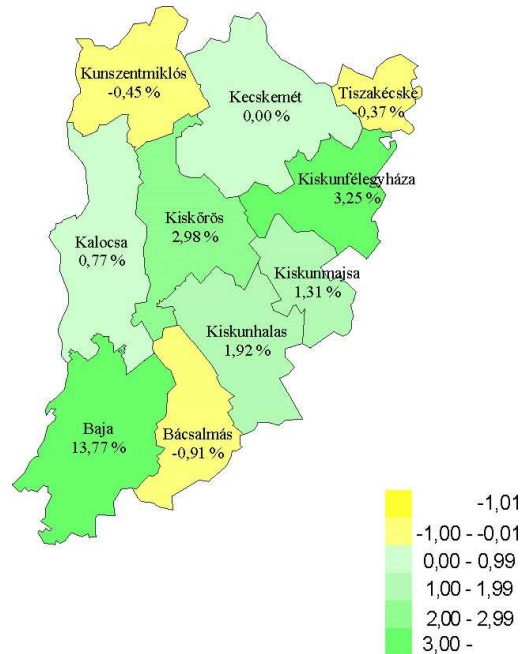 Kunszentmiklós
-0,45 %
Kecskemét
0,00 %
Tiszakécske
-0,37 %
Kiskunfélegyháza
3,25 %
Kiskőrös
2,98 %
Kalocsa
0,77 %
Kiskunmajsa
1,31 %
Kiskunhalas
1,92 %
Baja
13,77 %
Bácsalmás
-0,91 %
-1,01
-1,00 - -0,01
0,00 - 0,99
1,00 - 1,99
2,00 - 2,99
3,00 -